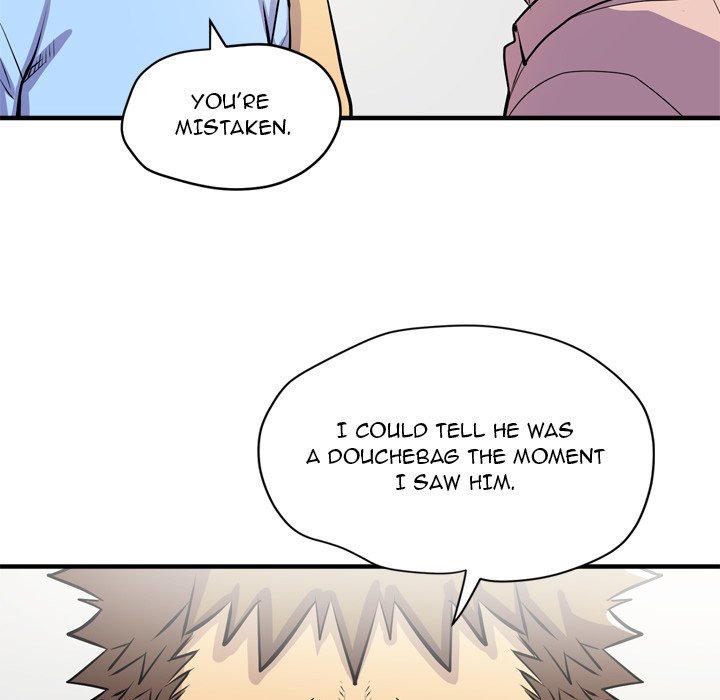 YOU'RE
MISTAKEN.
I COULD TELL HE WAS
A DOUCHEBAG THE MOMENT
I SAW HIM.